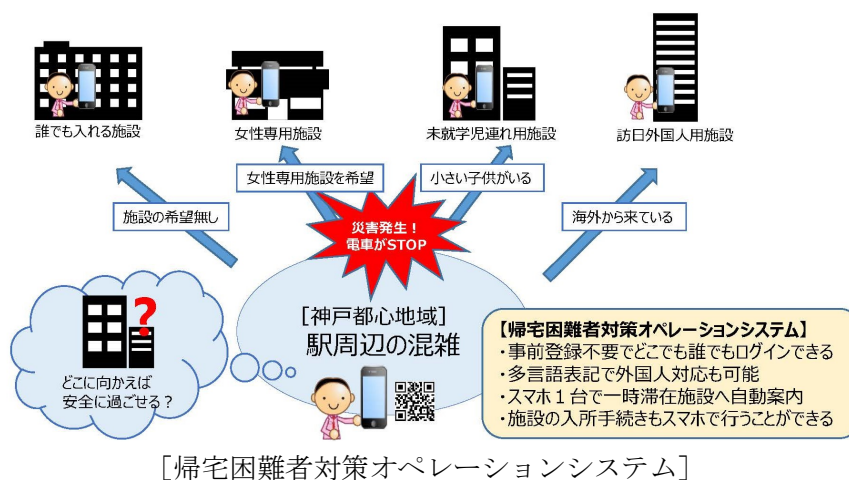 誰でも入れる施設
女性専用施設
未就学児連れ用施設
訪日外国人用施設
施設の希望無し
女性専用施設を希望
小さい子供がいる
海外から来ている
災害発生！
電車がSTOP
［神戸都心地域］
駅周辺の混雑
?
どこに向かえば
安全に過ごせる？
【帰宅困難者対策オペレーションシステム】
・事前登録不要でどこでも誰でもログインできる
・多言語表記で外国人対応も可能
・スマホ１台で一時滞在施設へ自動案内
・施設の入所手続きもスマホで行うことができる
［帰宅困難者対策オペレーションシステム］